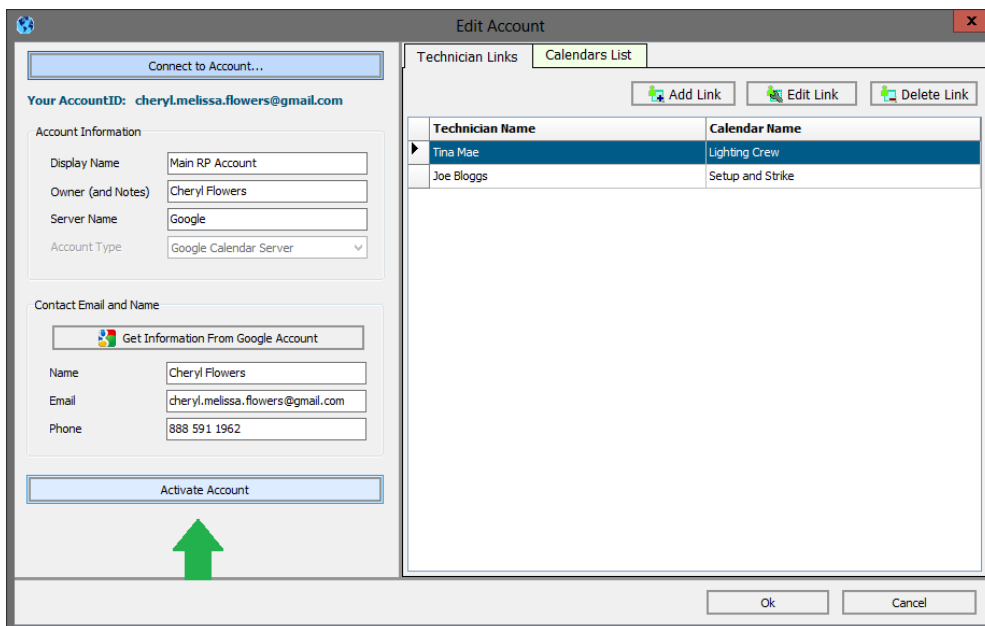 Edit Account
x
Connect to Account...
Your AccountID: cheryl.melissa.flowers@gmail.com
Account Information
Display Name Main RP Account
Owner (and Notes) Cheryl Flowers
Server Name Google
Account Type Google Calendar Server
Contact Email and Name
Get Information From Google Account
Name Cheryl Flowers
Email cheryl.melissa.flowers@gmail.com
Phone 888 591 1962
Activate Account
Technician Links Calendars List
Add Link Edit Link Delete Link
Technician Name Calendar Name
Tina Mae Lighting Crew
Joe Bloggs Setup and Strike
Ok Cancel